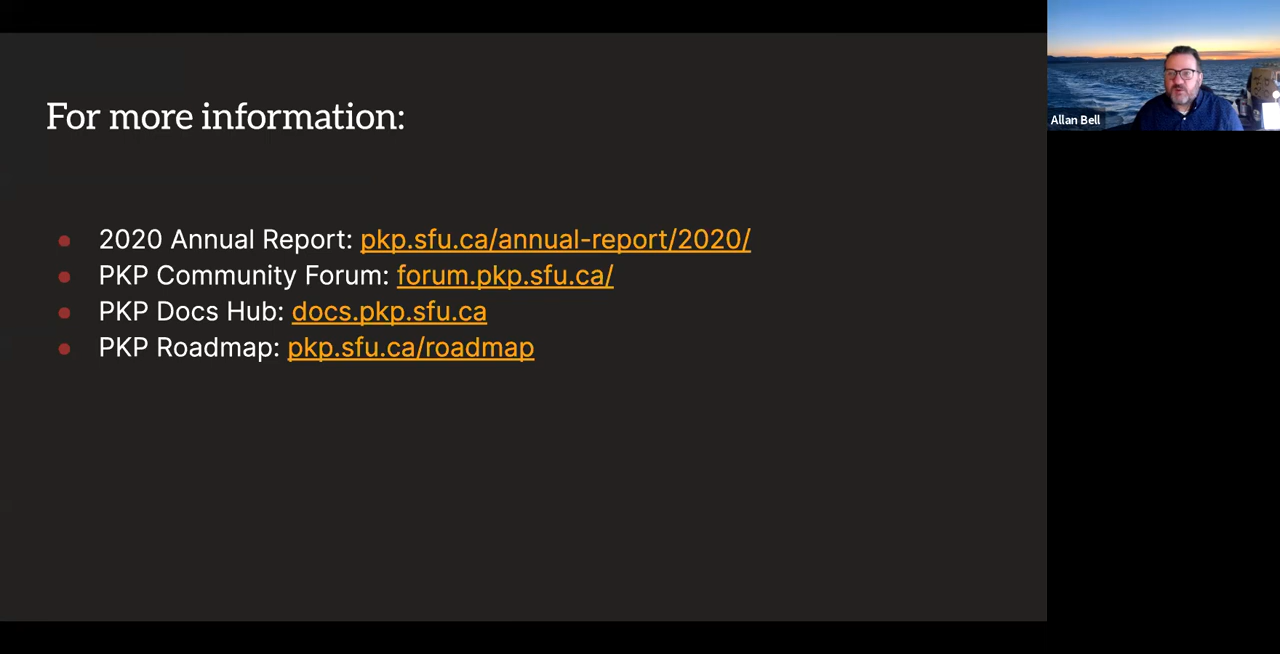 For more information:
2020 Annual Report: pkp.sfu.ca/annual-report/2020/
PKP Community Forum: forum.pkp.sfu.ca/
PKP Docs Hub: docs.pkp.sfu.ca
PKP Roadmap: pkp.sfu.ca/roadmap
Allan Bell